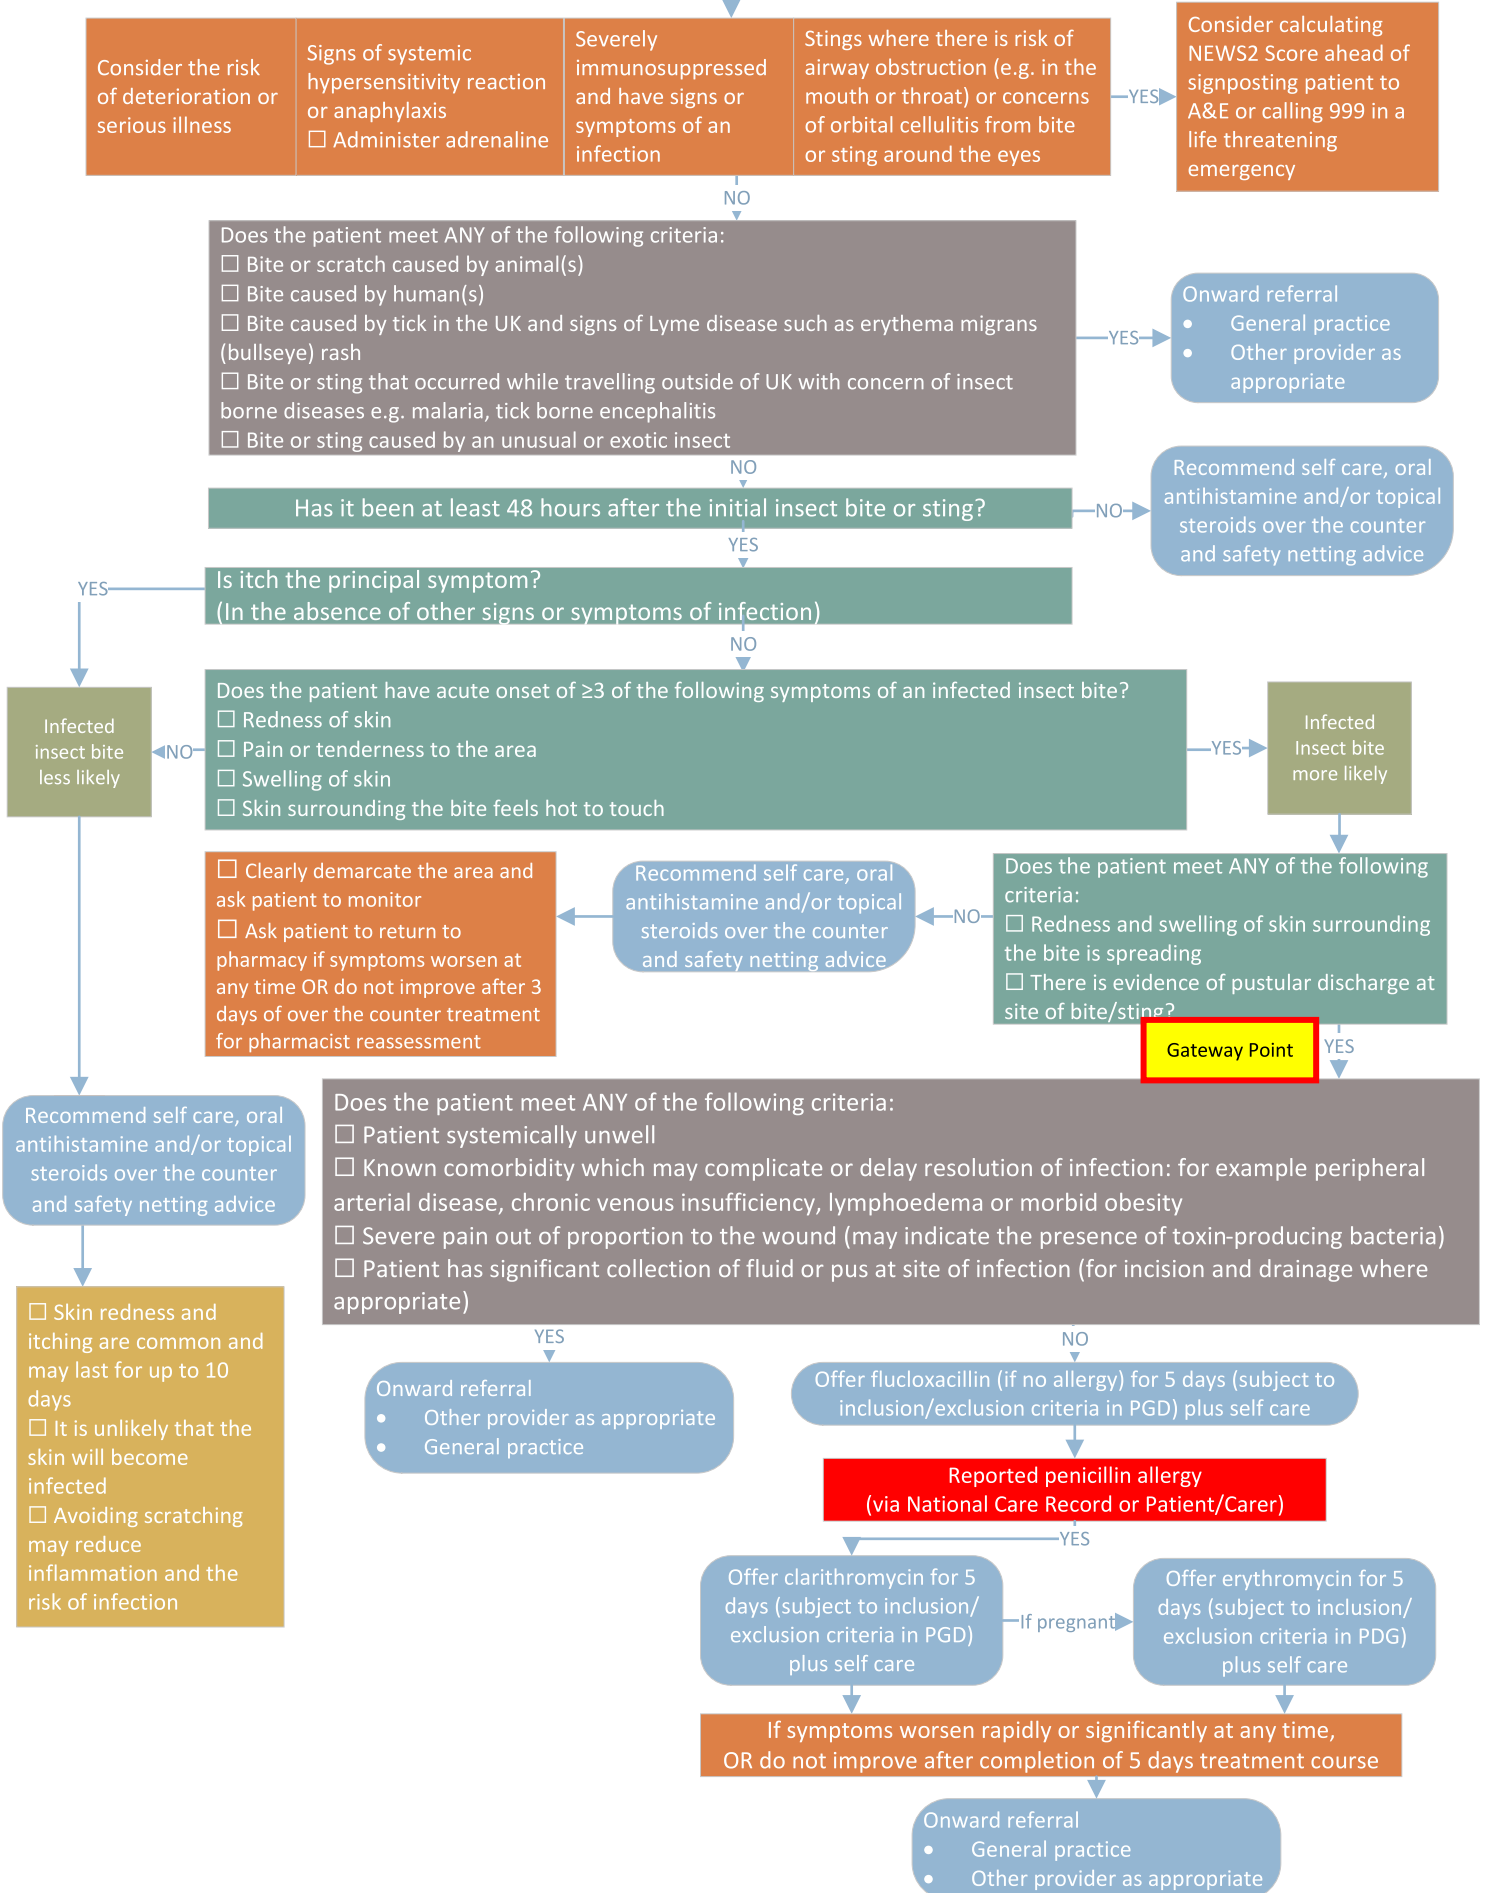 Consider the risk
of deterioration or
serious illness
Signs of systemic
hypersensitivity reaction
or anaphylaxis
☐ Administer adrenaline
Severely
immunosuppressed
and have signs or
symptoms of an
infection
Stings where there is risk of
airway obstruction (e.g. in the
mouth or throat) or concerns
of orbital cellulitis from bite
or sting around the eyes
YES
Consider calculating
NEWS2 Score ahead of
signposting patient to
A&E or calling 999 in a
life threatening
emergency
NO
Does the patient meet ANY of the following criteria:
☐ Bite or scratch caused by animal(s)
☐ Bite caused by human(s)
☐ Bite caused by tick in the UK and signs of Lyme disease such as erythema migrans
(bullseye) rash
☐ Bite or sting that occurred while travelling outside of UK with concern of insect
borne diseases e.g. malaria, tick borne encephalitis
☐ Bite or sting caused by an unusual or exotic insect
YES
Onward referral
• General practice
• Other provider as
appropriate
NO
Has it been at least 48 hours after the initial insect bite or sting?
NO
Recommend self care, oral
antihistamine and/or topical
steroids over the counter
and safety netting advice
YES
Is itch the principal symptom?
(In the absence of other signs or symptoms of infection)
YES
NO
Infected
insect bite
less likely
NO
Does the patient have acute onset of ≥3 of the following symptoms of an infected insect bite?
☐ Redness of skin
☐ Pain or tenderness to the area
☐ Swelling of skin
☐ Skin surrounding the bite feels hot to touch
YES
Infected
Insect bite
more likely
☐ Clearly demarcate the area and
ask patient to monitor
☐ Ask patient to return to
pharmacy if symptoms worsen at
any time OR do not improve after 3
days of over the counter treatment
for pharmacist reassessment
Recommend self care, oral
antihistamine and/or topical
steroids over the counter
and safety netting advice
NO
Does the patient meet ANY of the following
criteria:
☐ Redness and swelling of skin surrounding
the bite is spreading
☐ There is evidence of pustular discharge at
site of bite/sting?
Gateway Point
YES
Recommend self care, oral
antihistamine and/or topical
steroids over the counter
and safety netting advice
Does the patient meet ANY of the following criteria:
☐ Patient systemically unwell
☐ Known comorbidity which may complicate or delay resolution of infection: for example peripheral
arterial disease, chronic venous insufficiency, lymphoedema or morbid obesity
☐ Severe pain out of proportion to the wound (may indicate the presence of toxin-producing bacteria)
☐ Patient has significant collection of fluid or pus at site of infection (for incision and drainage where
appropriate)
☐ Skin redness and
itching are common and
may last for up to 10
days
☐ It is unlikely that the
skin will become
infected
☐ Avoiding scratching
may reduce
inflammation and the
risk of infection
YES
Onward referral
• Other provider as appropriate
• General practice
NO
Offer flucloxacillin (if no allergy) for 5 days (subject to
inclusion/exclusion criteria in PGD) plus self care
Reported penicillin allergy
(via National Care Record or Patient/Carer)
YES
Offer clarithromycin for 5
days (subject to inclusion/
exclusion criteria in PGD)
plus self care
If pregnant
Offer erythromycin for 5
days (subject to inclusion/
exclusion criteria in PDG)
plus self care
If symptoms worsen rapidly or significantly at any time,
OR do not improve after completion of 5 days treatment course
Onward referral
• General practice
• Other provider as appropriate